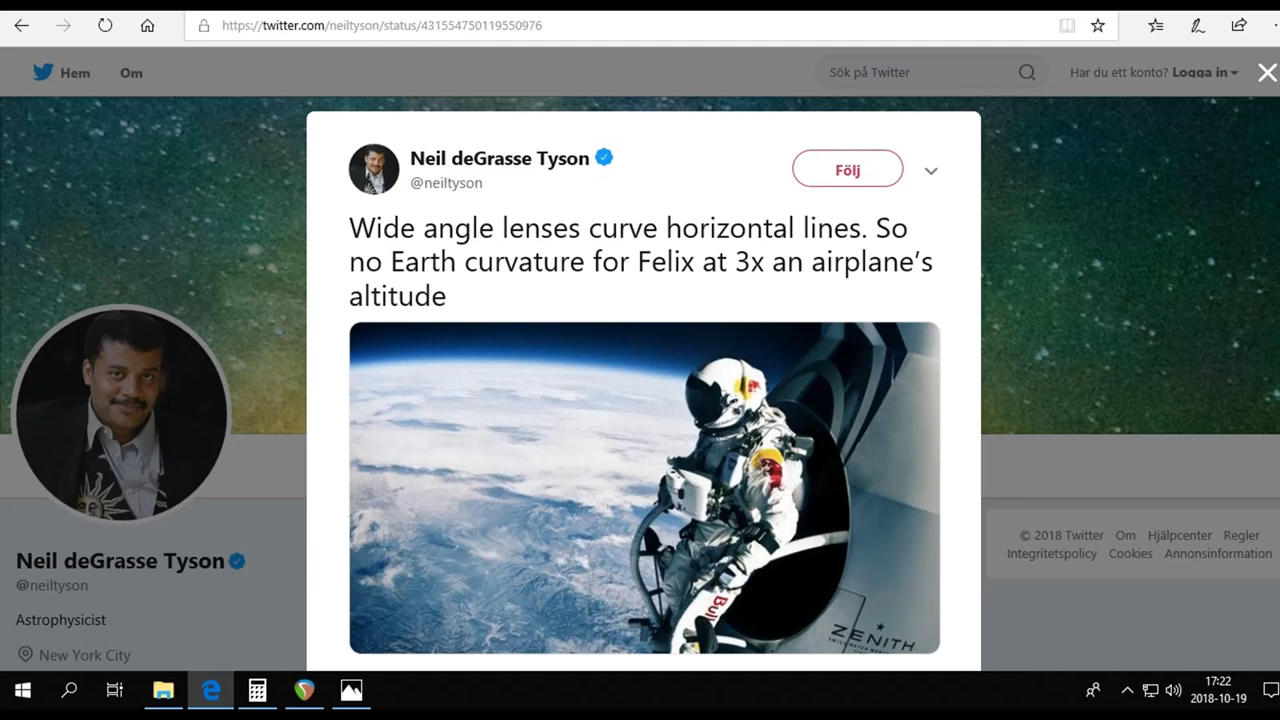 https://twitter.com/neiltyson/status/431554750119550976
Hem Om
Sök på Twitter
Har du ett konto? Logga in
Neil deGrasse Tyson
@neiltyson
Följ
Wide angle lenses curve horizontal lines. So
no Earth curvature for Felix at 3x an airplane’s
altitude
ZENITH
Neil deGrasse Tyson
@neiltyson
Astrophysicist
New York City
© 2018 Twitter Om Hjälpcenter Regler
Integritetspolicy Cookies Annonsinformation
17:22
2018-10-19